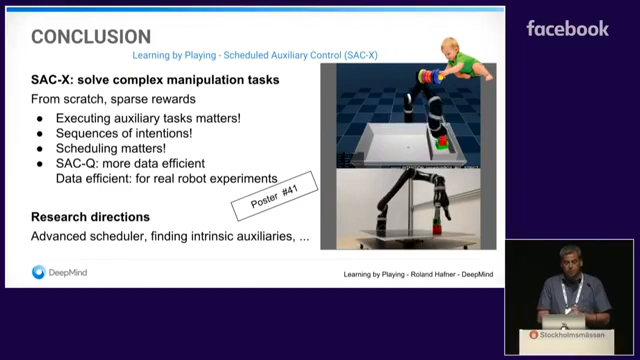 CONCLUSION
Learning by Playing - Scheduled Auxiliary Control (SAC-X)
SAC-X: solve complex manipulation tasks
From scratch, sparse rewards
● Executing auxiliary tasks matters!
● Sequences of intentions!
● Scheduling matters!
● SAC-Q: more data efficient
Data efficient: for real robot experiments
Poster #41
Research directions
Advanced scheduler, finding intrinsic auxiliaries, ...
DeepMind
Learning by Playing - Roland Hafner - DeepMind
facebook
Stockholmsmässan